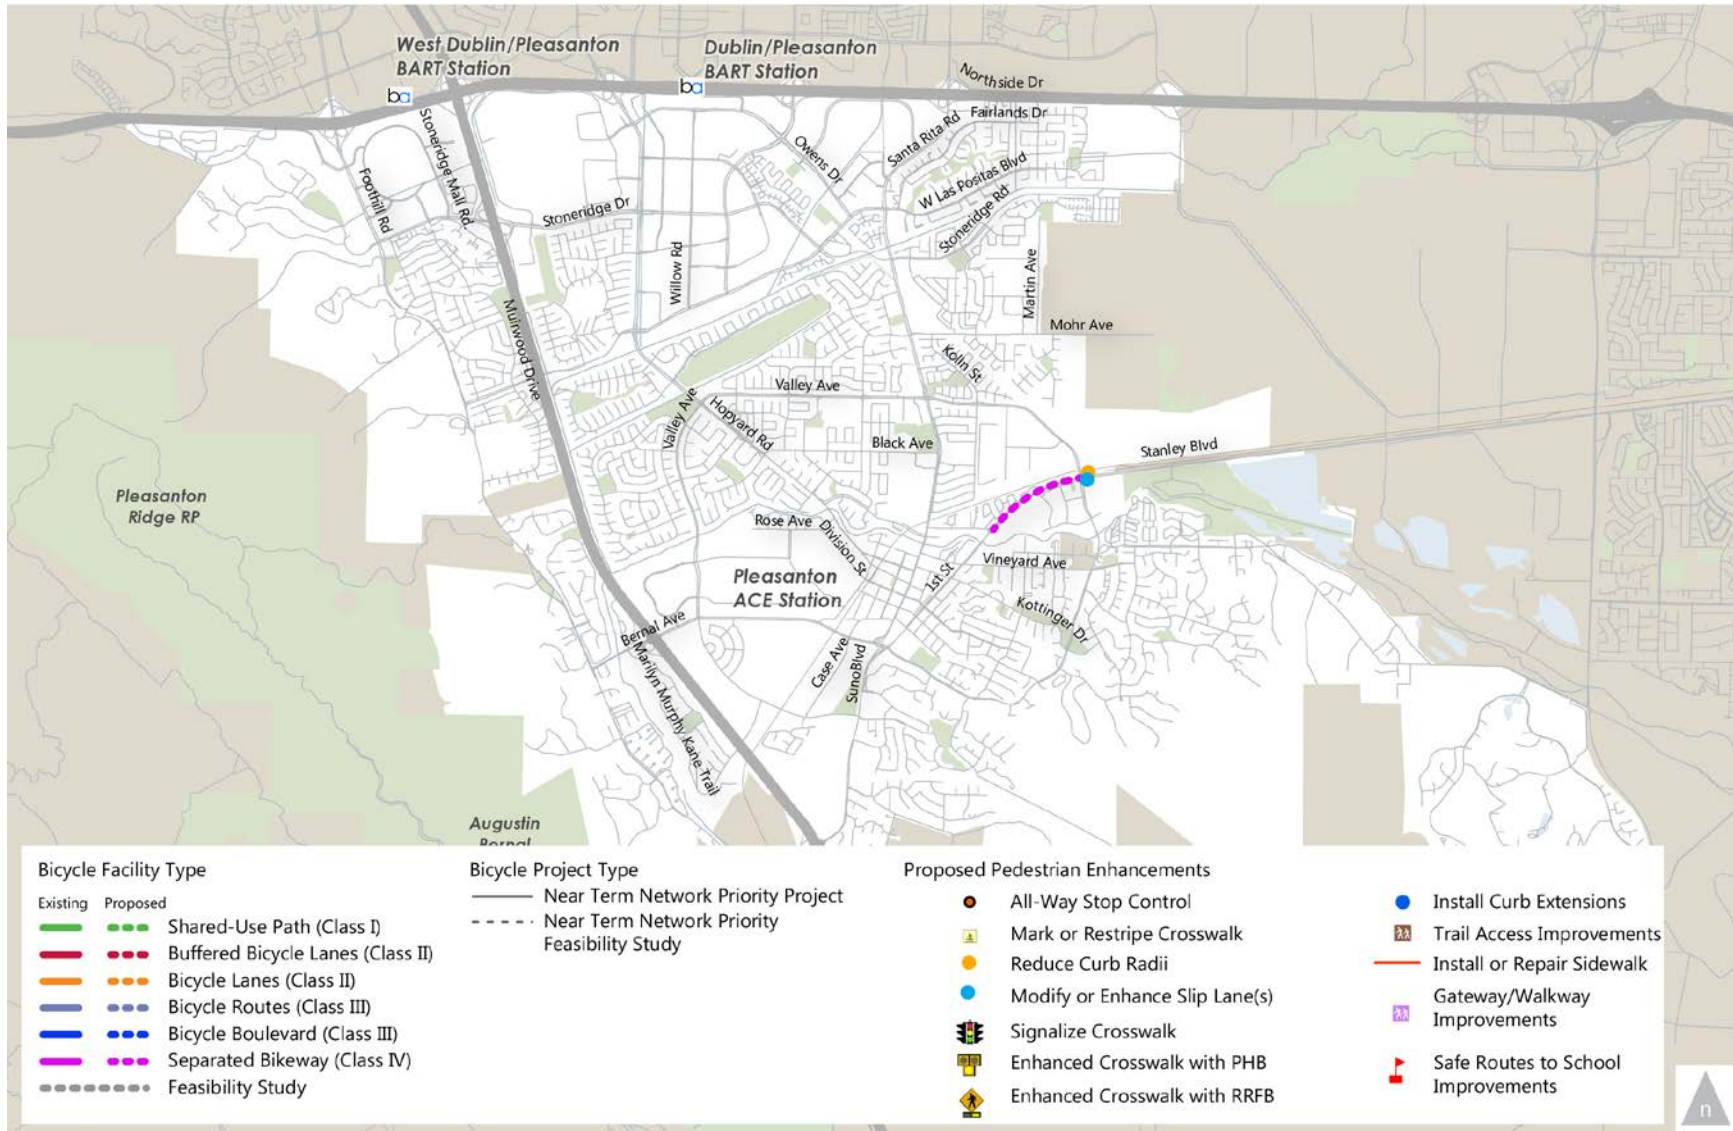 West Dublin/Pleasanton
BART Station
Dublin/Pleasanton
BART Station
ba
ba
Northside Dr
Fairlands Dr
Santa Rita Rd
Owens Dr
W Las Positas Blvd
Stoneridge Rd
Stoneridge Mall Rd.
Foothill Rd
Stoneridge Dr
Willow Rd
Martin Ave
Mohr Ave
Muirwood Drive
Kolln St
Valley Ave
Valley Ave
Hopyard Rd
Black Ave
Stanley Blvd
Pleasanton
Ridge RP
Rose Ave
Division St
Vineyard Ave
1st St
Pleasanton
ACE Station
Kottinger Dr
Bernal Ave
Case Ave
SunolBlvd
Marilyn Murphy Kane Trail
Augustin
Bernal
Bicycle Facility Type
Existing Proposed
Shared-Use Path (Class I)
Buffered Bicycle Lanes (Class II)
Bicycle Lanes (Class II)
Bicycle Routes (Class III)
Bicycle Boulevard (Class III)
Separated Bikeway (Class IV)
Feasibility Study
Bicycle Project Type
Near Term Network Priority Project
Near Term Network Priority
Feasibility Study
Proposed Pedestrian Enhancements
All-Way Stop Control
Mark or Restripe Crosswalk
Reduce Curb Radii
Modify or Enhance Slip Lane(s)
Signalize Crosswalk
Enhanced Crosswalk with PHB
Enhanced Crosswalk with RRFB
Install Curb Extensions
Trail Access Improvements
Install or Repair Sidewalk
Gateway/Walkway
Improvements
Safe Routes to School
Improvements
n